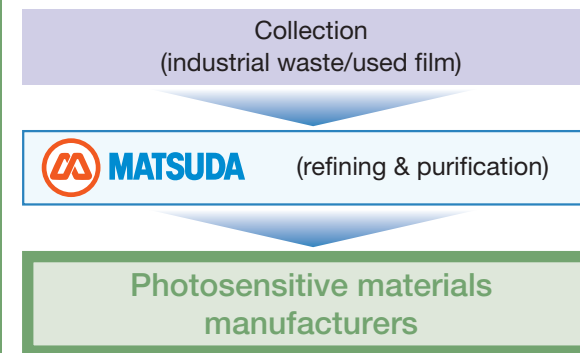 Collection
(industrial waste/used film)
MATSUDA (refining & purification)
Photosensitive materials
manufacturers